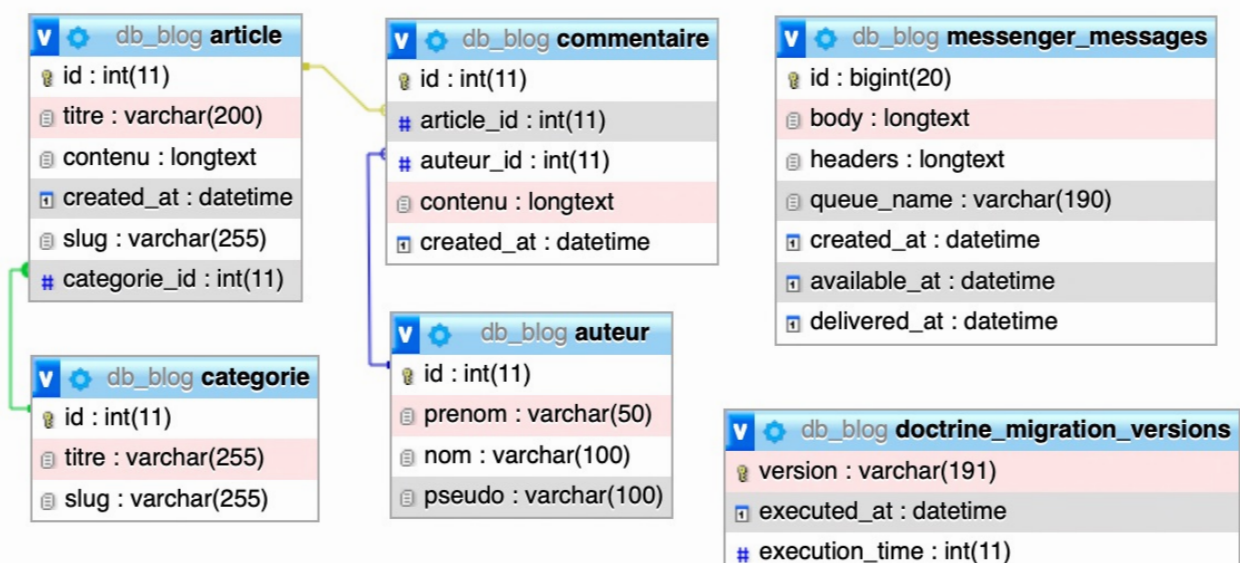 V db_blog article
id : int(11)
titre : varchar(200)
contenu : longtext
created_at : datetime
slug : varchar(255)
# categorie_id : int(11)
V db_blog commentaire
id : int(11)
# article_id : int(11)
# auteur_id : int(11)
contenu : longtext
created_at : datetime
V db_blog messenger_messages
id : bigint(20)
body : longtext
headers : longtext
queue_name : varchar(190)
created_at : datetime
available_at : datetime
delivered_at : datetime
V db_blog categorie
id : int(11)
titre : varchar(255)
slug : varchar(255)
V db_blog auteur
id : int(11)
prenom : varchar(50)
nom : varchar(100)
pseudo : varchar(100)
V db_blog doctrine_migration_versions
version : varchar(191)
executed_at : datetime
# execution_time : int(11)